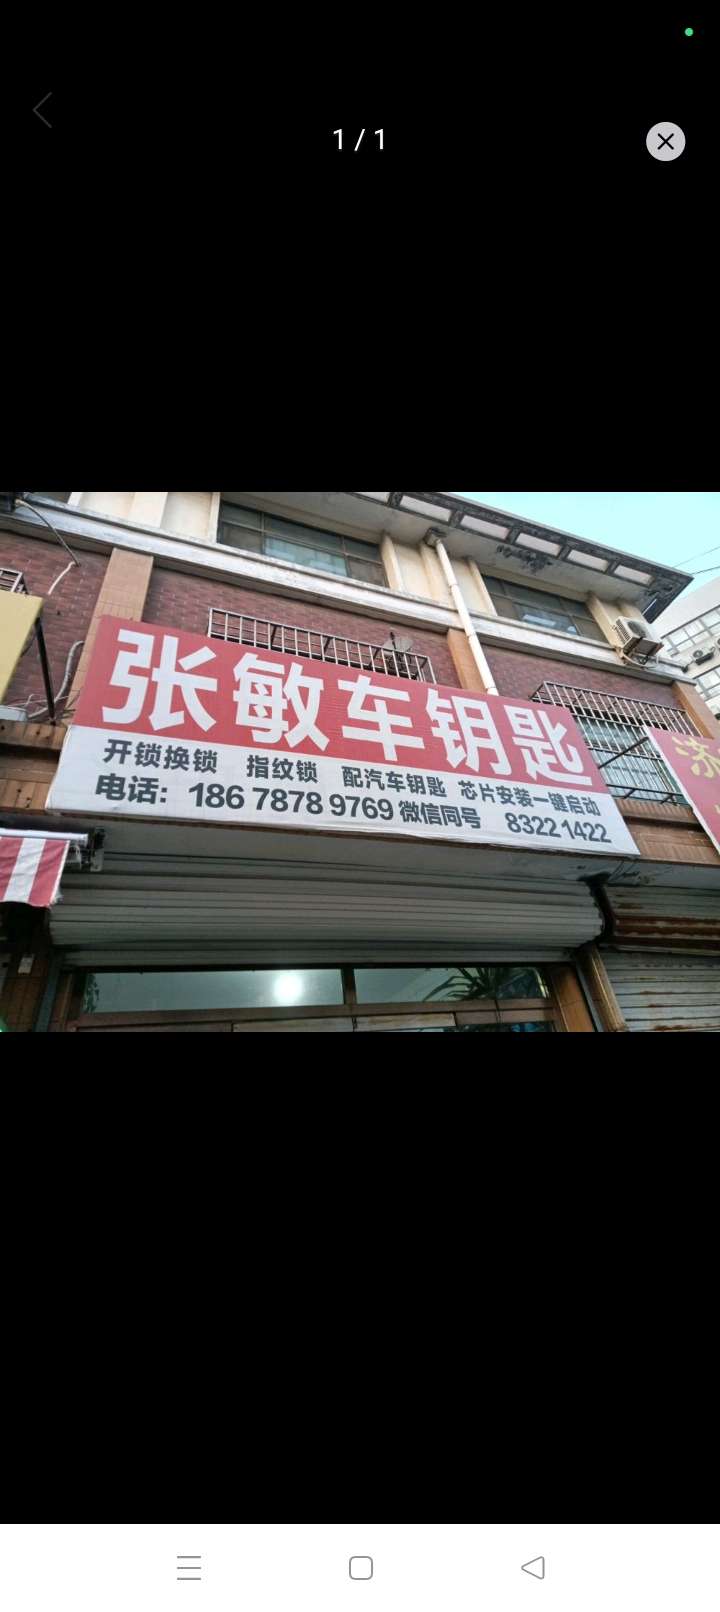 1 / 1
张敏车钥匙
开锁换锁 指纹锁 配汽车钥匙 芯片安装一键启动
电话: 186 7878 9769 微信同号 8322 1422
济